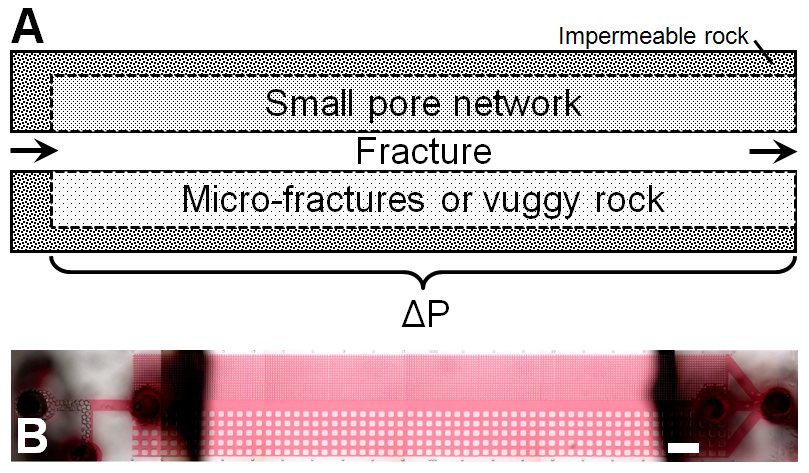 A
Impermeable rock
Small pore network
Fracture
Micro-fractures or vuggy rock
ΔP
B